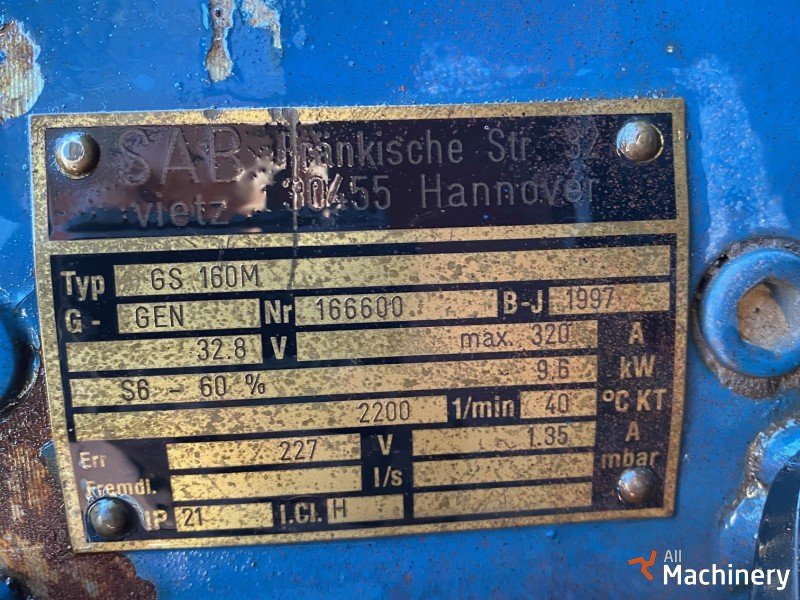 SAB Fränkische Str. 32
vietz 30455 Hannover
Typ GS 160M
G- GEN Nr 166600 B-J 1997
32.8 V max. 320 A
S6 - 60 % 9.6 kW
2200 1/min 40 °C KT
Err 227 V 1.35 A
Fremdl. l/s mbar
IP 21 I.Cl. H
All
Machinery